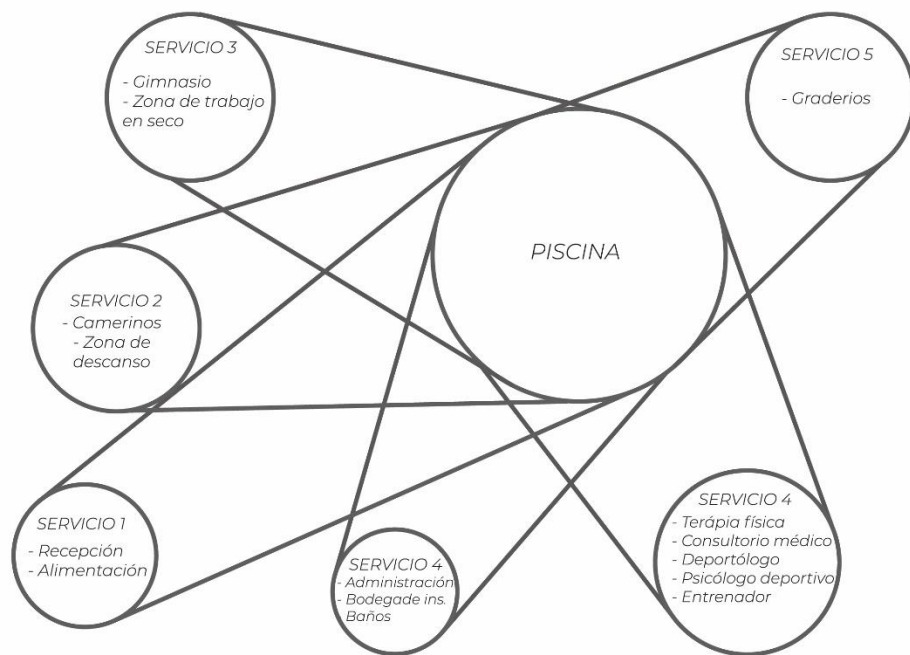 SERVICIO 3
- Gimnasio
- Zona de trabajo
en seco
SERVICIO 5
- Graderios
PISCINA
SERVICIO 2
- Camerinos
- Zona de
descanso
SERVICIO 1
- Recepción
- Alimentación
SERVICIO 4
- Administración
- Bodegade ins.
Baños
SERVICIO 4
- Terápia física
- Consultorio médico
- Deportólogo
- Psicólogo deportivo
- Entrenador